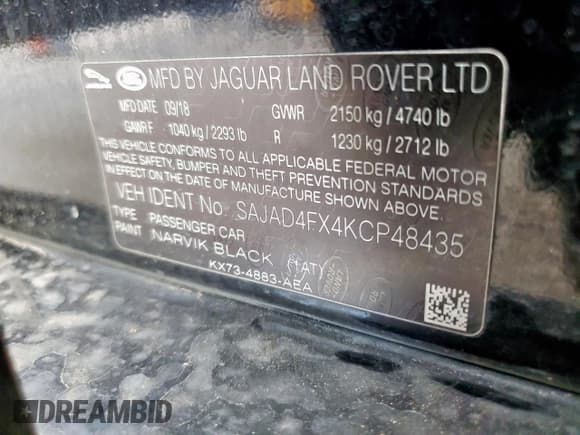 MFD BY JAGUAR LAND ROVER LTD
MFD DATE 09/18 GVWR 2150 kg / 4740 lb
GAWR F 1040 kg / 2293 lb R 1230 kg / 2712 lb
THIS VEHICLE CONFORMS TO ALL APPLICABLE FEDERAL MOTOR
VEHICLE SAFETY, BUMPER AND THEFT PREVENTION STANDARDS
IN EFFECT ON THE DATE OF MANUFACTURE SHOWN ABOVE.
VEH IDENT No: SAJAD4FX4KCP48435
TYPE PASSENGER CAR
PAINT NARVIK BLACK (1AT)
KX73-4883-AEA
DREAMBID